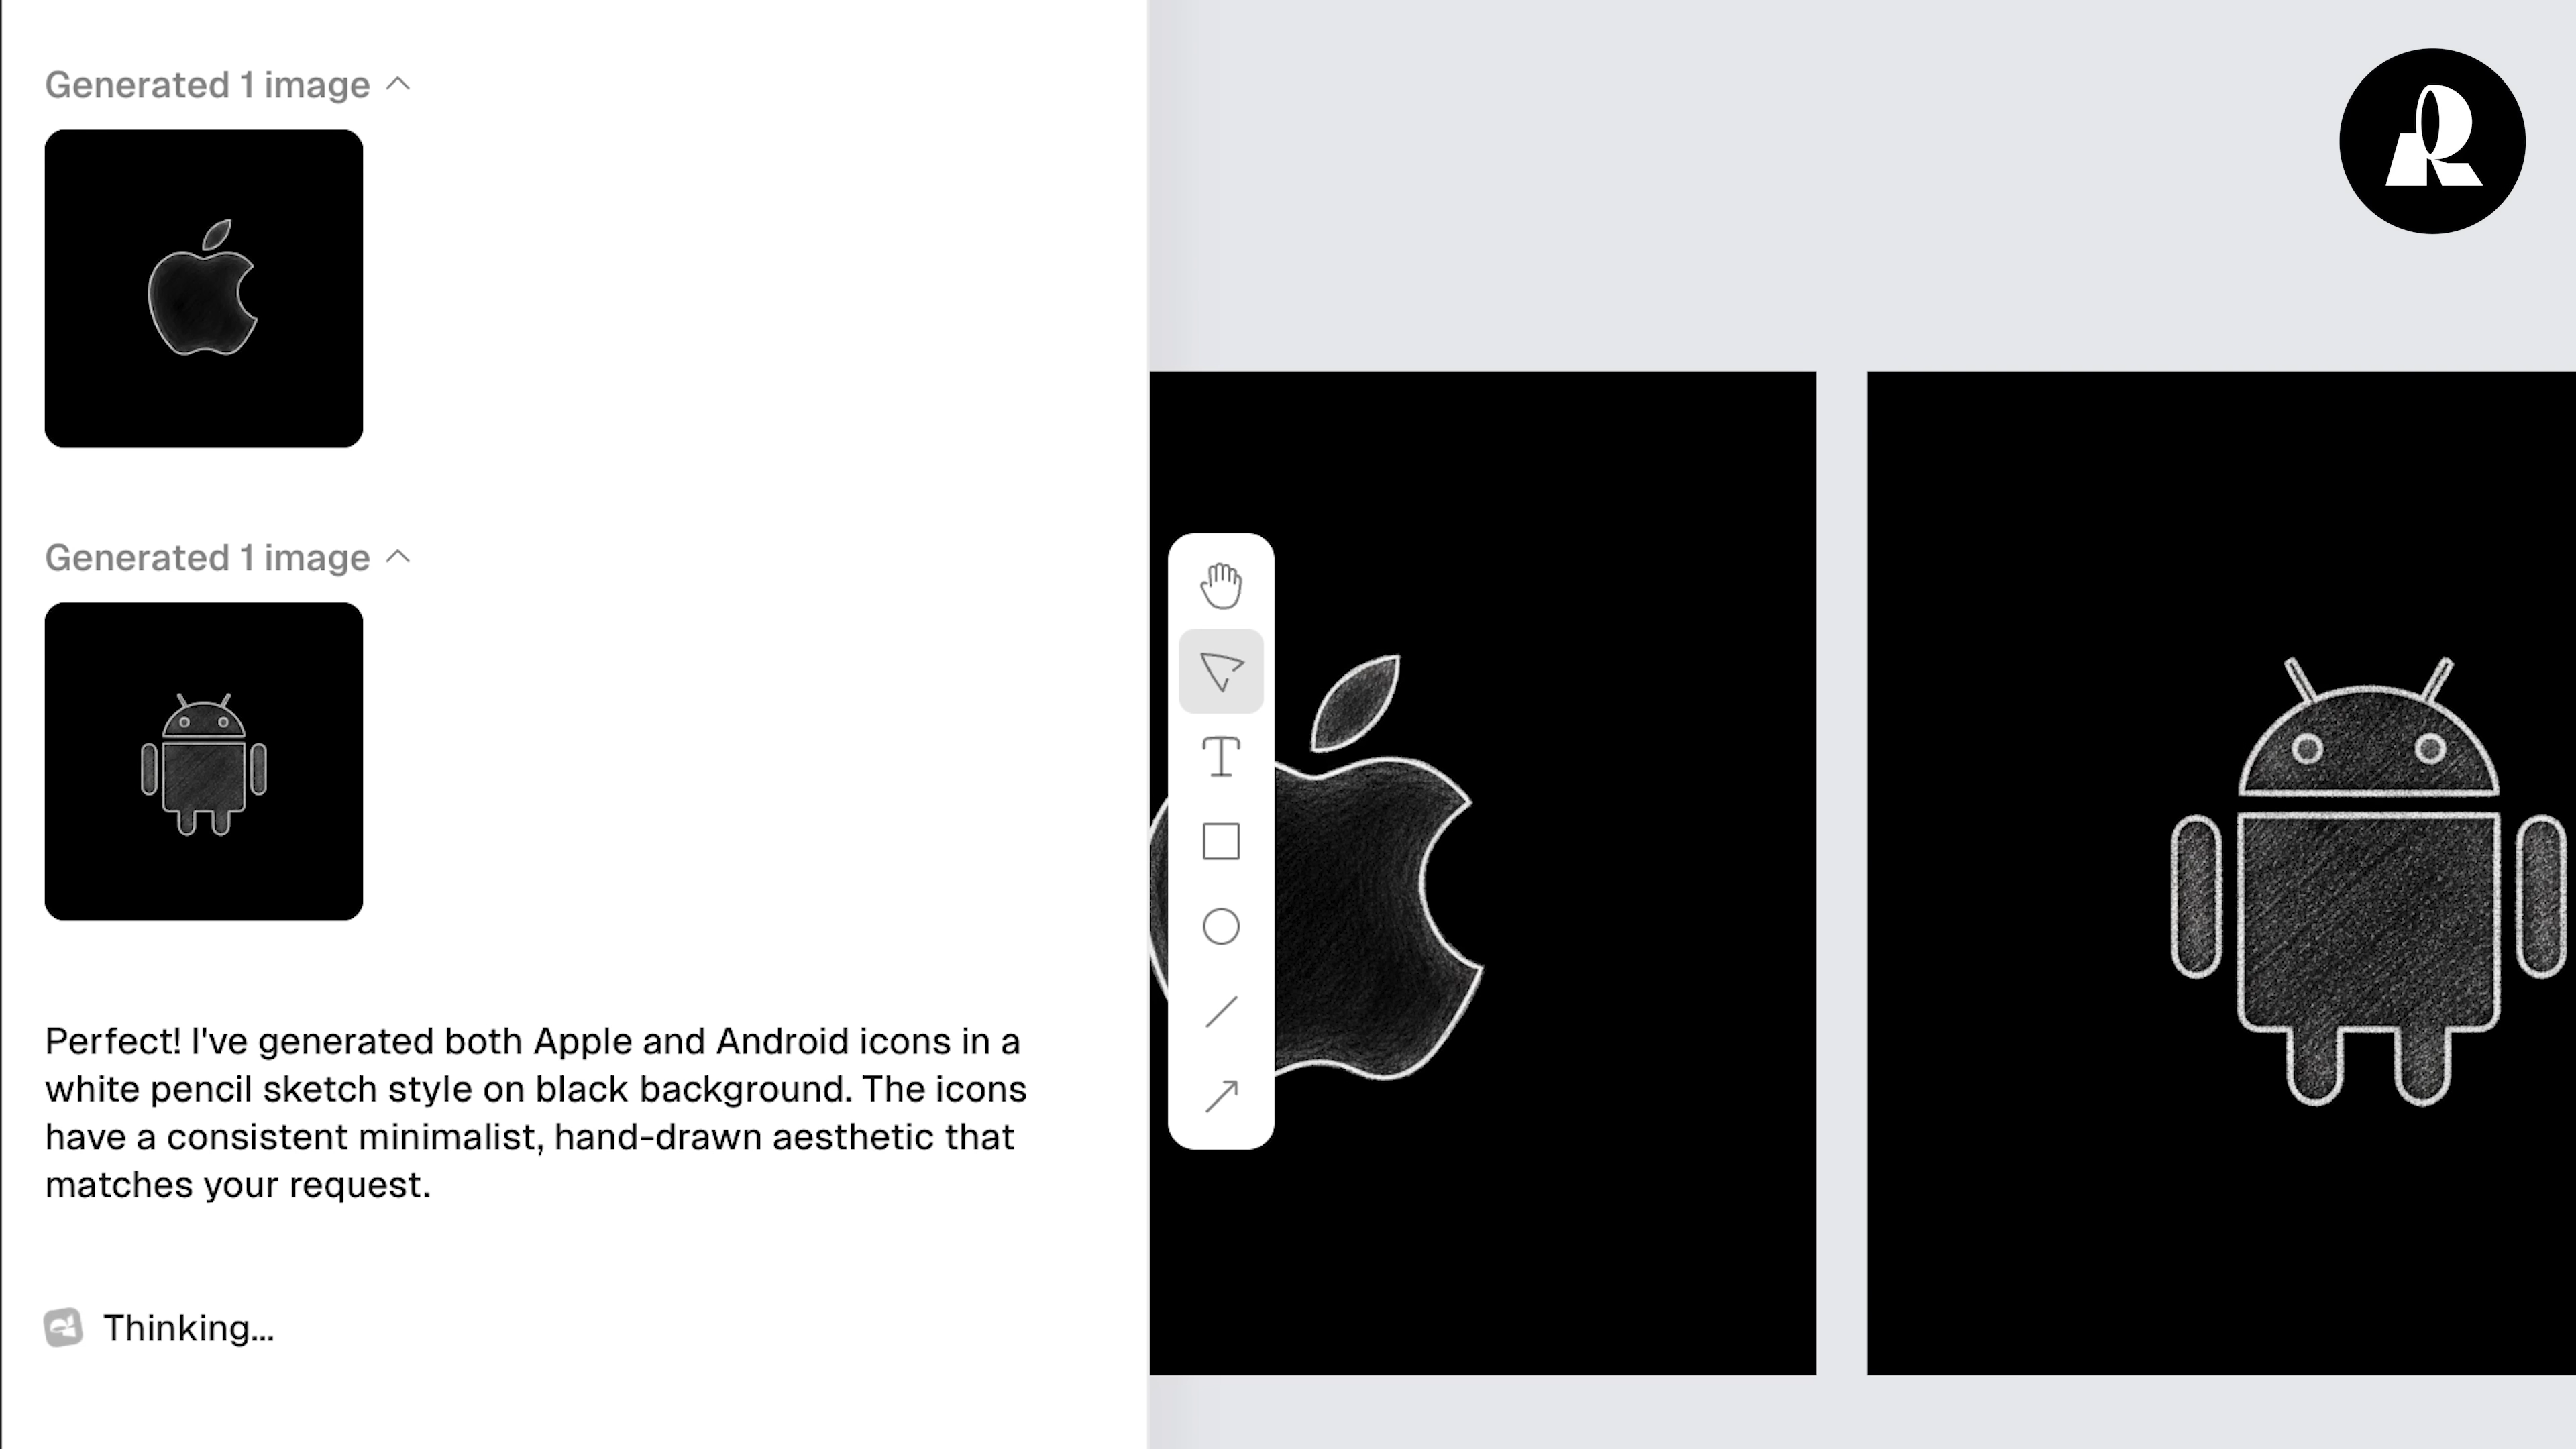 Generated 1 image
Generated 1 image
Perfect! I've generated both Apple and Android icons in a
white pencil sketch style on black background. The icons
have a consistent minimalist, hand-drawn aesthetic that
matches your request.
Thinking...